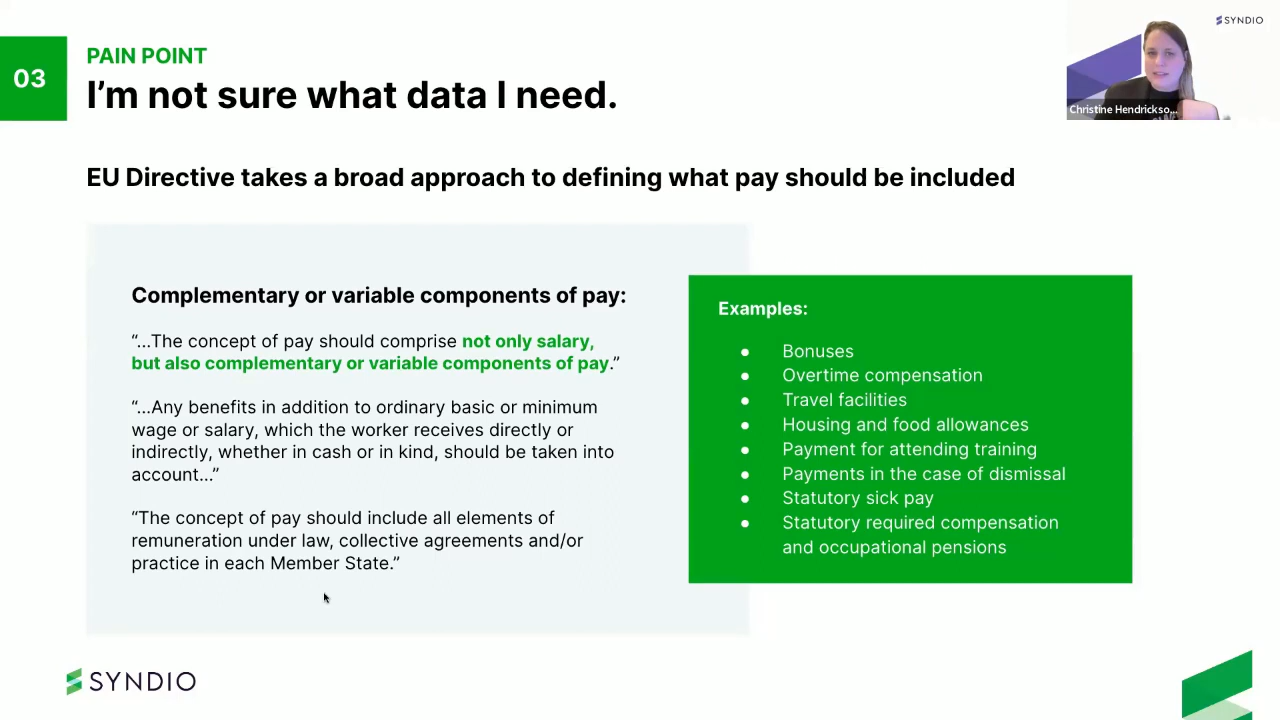 SYNDIO
03
PAIN POINT
I’m not sure what data I need.
Christine Hendrickso...
EU Directive takes a broad approach to defining what pay should be included
Complementary or variable components of pay:
“...The concept of pay should comprise not only salary,
but also complementary or variable components of pay.”
“...Any benefits in addition to ordinary basic or minimum
wage or salary, which the worker receives directly or
indirectly, whether in cash or in kind, should be taken into
account...”
“The concept of pay should include all elements of
remuneration under law, collective agreements and/or
practice in each Member State.”
Examples:
● Bonuses
● Overtime compensation
● Travel facilities
● Housing and food allowances
● Payment for attending training
● Payments in the case of dismissal
● Statutory sick pay
● Statutory required compensation
and occupational pensions
SYNDIO